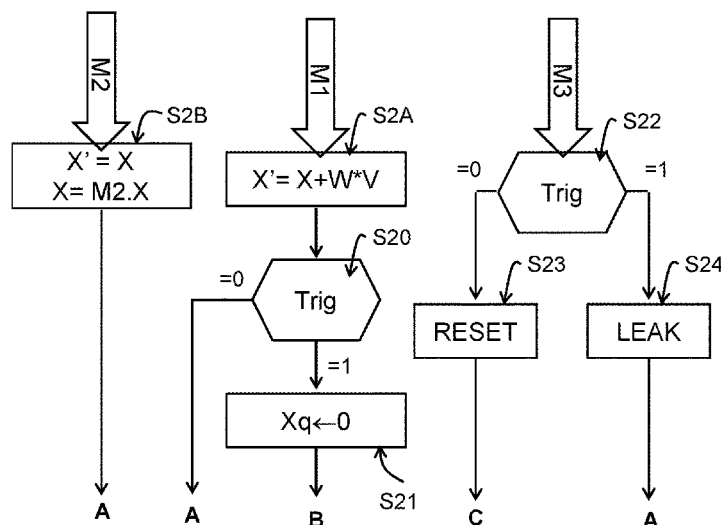 M2
M1
M3
S2B
S2A
S22
X' = X
X= M2.X
X'= X+W*V
=0
Trig
=1
S20
=0
Trig
S23
S24
RESET
LEAK
=1
Xq←0
S21
A
A
B
C
A